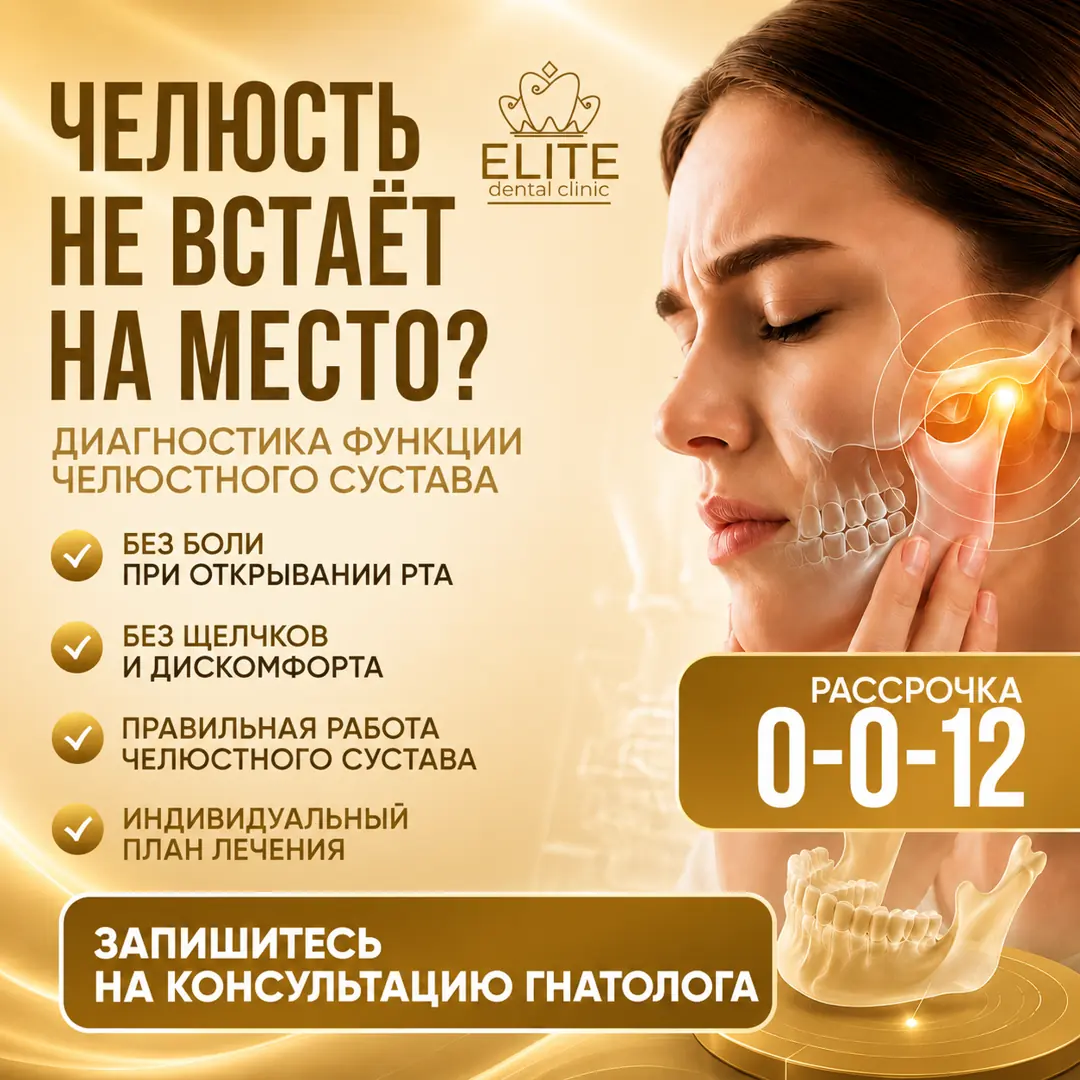 ЧЕЛЮСТЬ
НЕ ВСТАЁТ
НА МЕСТО?
ELITE
dental clinic
ДИАГНОСТИКА ФУНКЦИИ
ЧЕЛЮСТНОГО СУСТАВА
БЕЗ БОЛИ
ПРИ ОТКРЫВАНИИ РТА
БЕЗ ЩЕЛЧКОВ
И ДИСКОМФОРТА
ПРАВИЛЬНАЯ РАБОТА
ЧЕЛЮСТНОГО СУСТАВА
ИНДИВИДУАЛЬНЫЙ
ПЛАН ЛЕЧЕНИЯ
РАССРОЧКА
0-0-12
ЗАПИШИТЕСЬ
НА КОНСУЛЬТАЦИЮ ГНАТОЛОГА